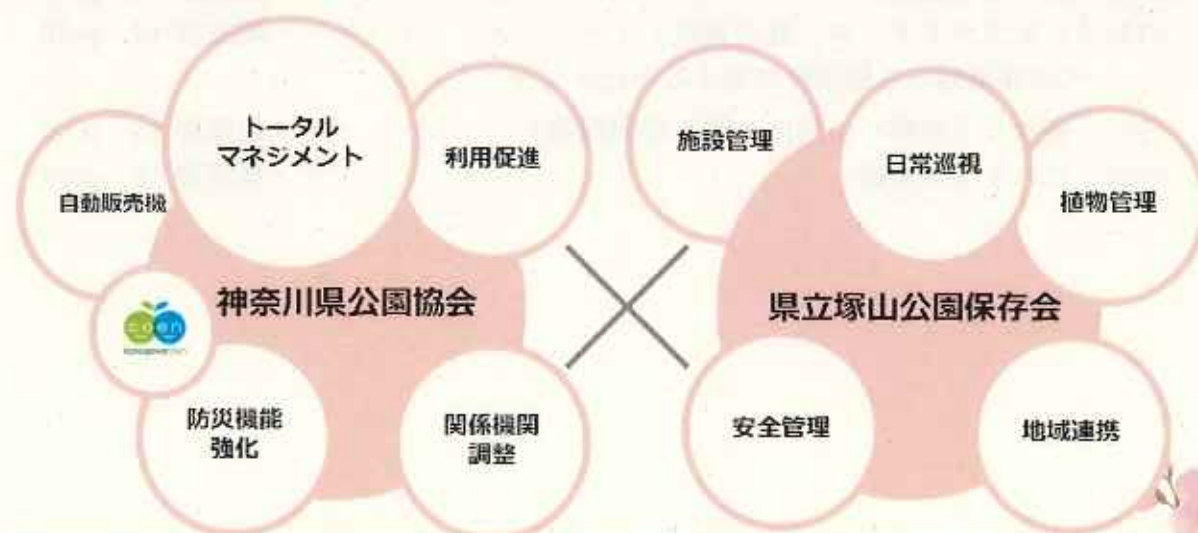 トータル
マネジメント
利用促進
自動販売機
神奈川県公園協会
coen
防災機能
強化
関係機関
調整
施設管理
日常巡視
植物管理
県立塚山公園保存会
安全管理
地域連携